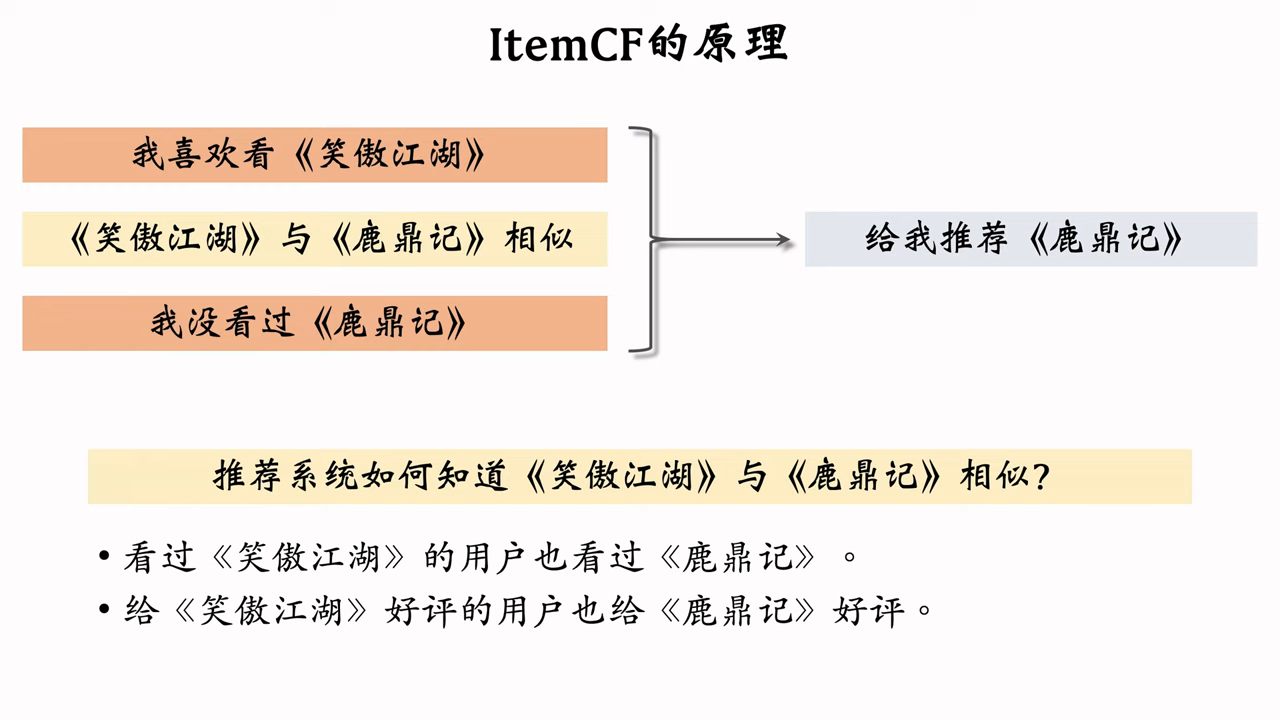 ItemCF的原理
我喜欢看《笑傲江湖》
《笑傲江湖》与《鹿鼎记》相似
我没看过《鹿鼎记》
给我推荐《鹿鼎记》
推荐系统如何知道《笑傲江湖》与《鹿鼎记》相似?
• 看过《笑傲江湖》的用户也看过《鹿鼎记》。
• 给《笑傲江湖》好评的用户也给《鹿鼎记》好评。